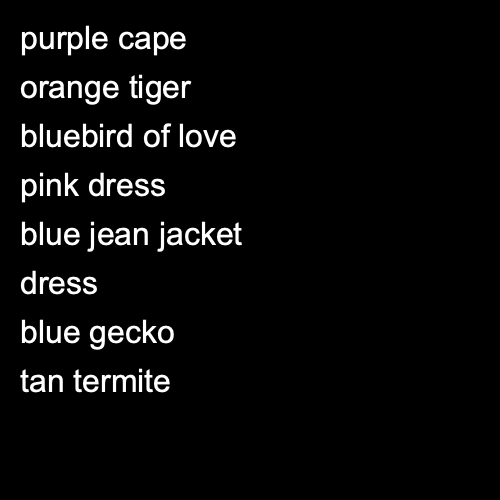 purple cape
orange tiger
bluebird of love
pink dress
blue jean jacket
dress
blue gecko
tan termite